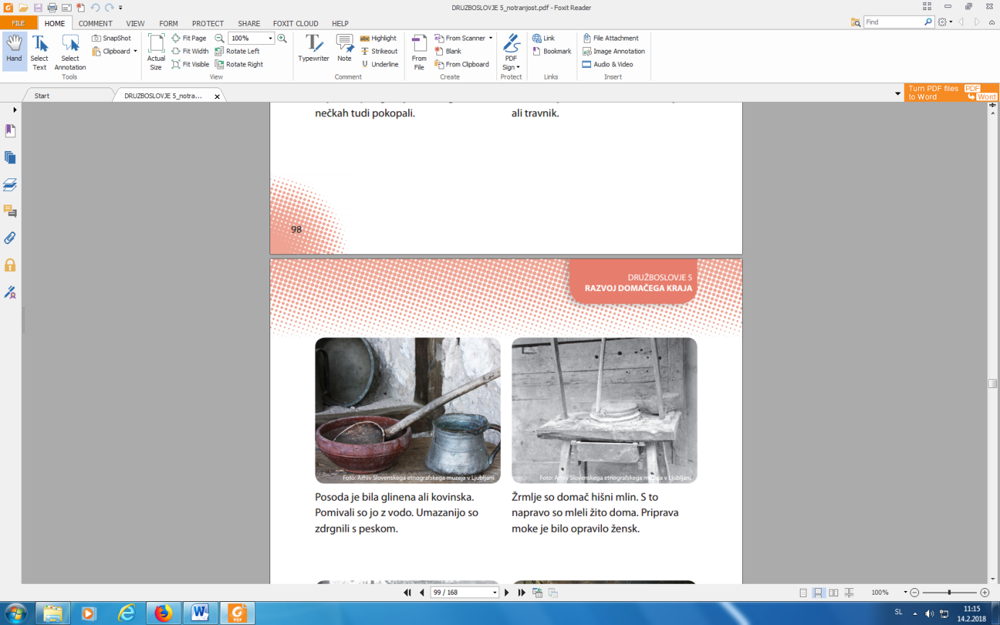 DRUZBOSLOVJE 5_notranjost.pdf - Foxit Reader
FILE HOME COMMENT VIEW FORM PROTECT SHARE FOXIT CLOUD HELP
Find
Hand
Select Text
Select Annotation
SnapShot
Clipboard
Tools
Actual Size
Fit Page
Fit Width
Fit Visible
100%
Rotate Left
Rotate Right
View
Typewriter
Note
abc Highlight
T Strikeout
U Underline
Comment
From File
From Scanner
Blank
From Clipboard
Create
PDF Sign
Protect
Link
Bookmark
Links
File Attachment
Image Annotation
Audio & Video
Insert
Start
DRUZBOSLOVJE 5_notra...
Turn PDF files PDF
to Word Word
nečkah tudi pokopali.
ali travnik.
98
DRUŽBOSLOVJE 5
RAZVOJ DOMAČEGA KRAJA
Foto: Arhiv Slovenskega etnografskega muzeja v Ljubljani
Posoda je bila glinena ali kovinska.
Pomivali so jo z vodo. Umazanijo so
zdrgnili s peskom.
Foto: Arhiv Slovenskega etnografskega muzeja v Ljubljani
Žrmlje so domač hišni mlin. S to
napravo so mleli žito doma. Priprava
moke je bilo opravilo žensk.
99 / 168
100%
SL
11:15
14.2.2018